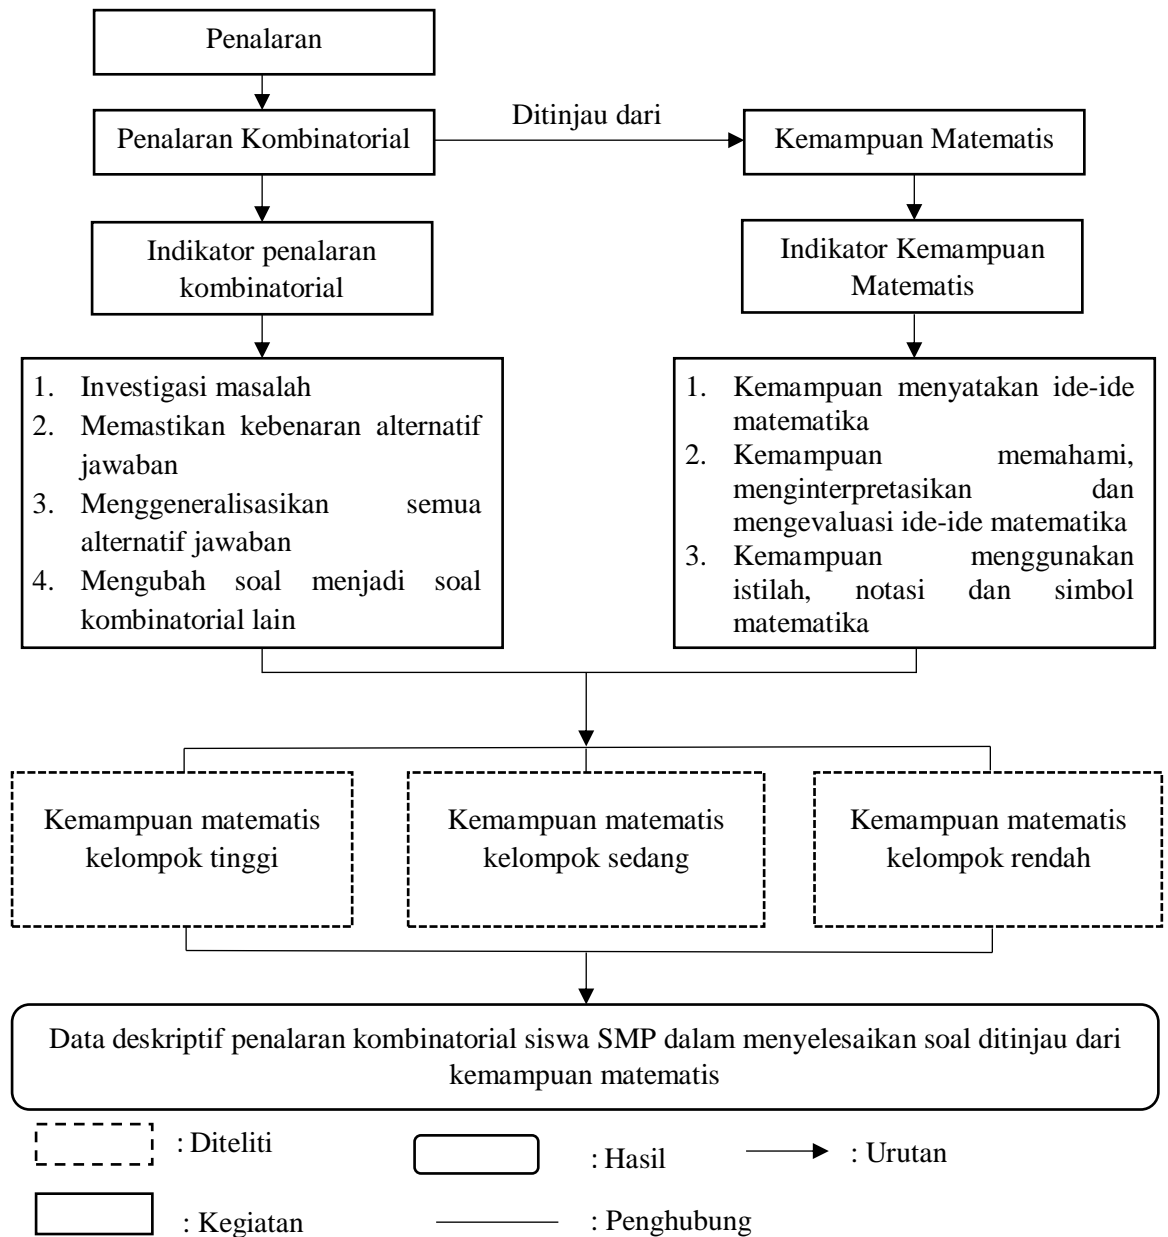 Penalaran
Penalaran Kombinatorial
Ditinjau dari
Kemampuan Matematis
Indikator penalaran
kombinatorial
Indikator Kemampuan
Matematis
1. Investigasi masalah
2. Memastikan kebenaran alternatif
jawaban
3. Menggeneralisasikan semua
alternatif jawaban
4. Mengubah soal menjadi soal
kombinatorial lain
1. Kemampuan menyatakan ide-ide
matematika
2. Kemampuan memahami,
menginterpretasikan dan
mengevaluasi ide-ide matematika
3. Kemampuan menggunakan
istilah, notasi dan simbol
matematika
Kemampuan matematis
kelompok tinggi
Kemampuan matematis
kelompok sedang
Kemampuan matematis
kelompok rendah
Data deskriptif penalaran kombinatorial siswa SMP dalam menyelesaikan soal ditinjau dari
kemampuan matematis
: Diteliti
: Hasil
: Urutan
: Kegiatan
: Penghubung